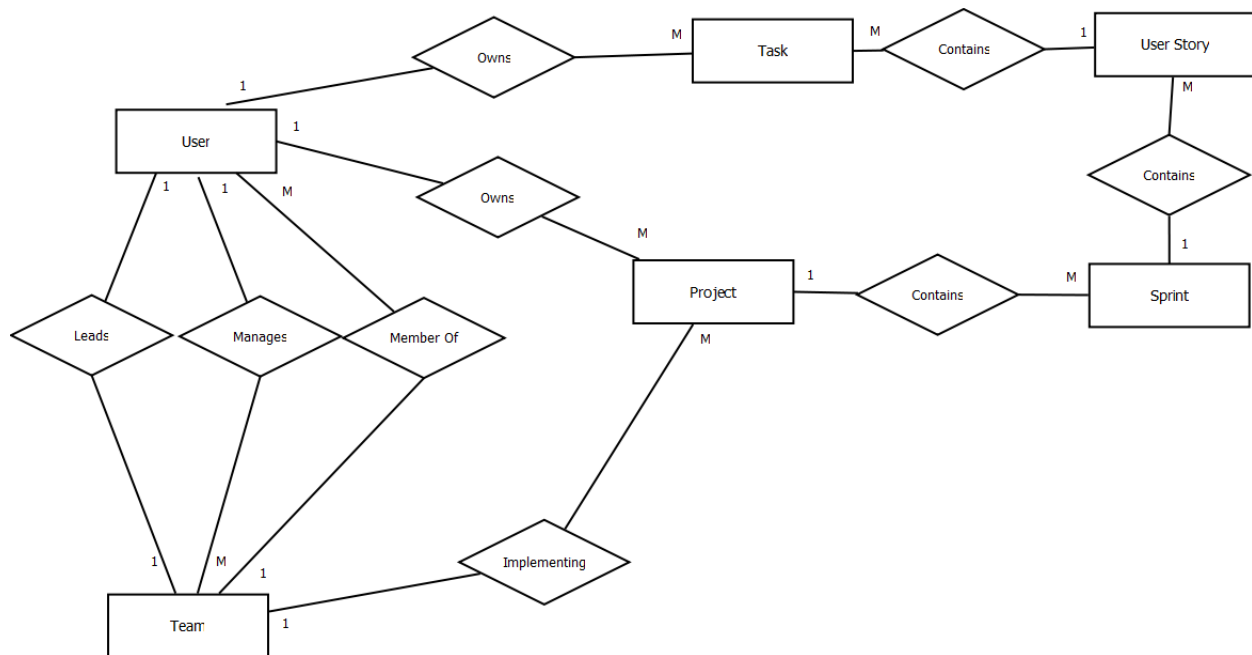 Owns
M
Task
M
Contains
1
User Story
1
M
User
1
Owns
Contains
1
1
M
M
1
Project
1
Contains
M
Sprint
Leads
Manages
Member Of
M
Implementing
1
M
1
1
Team